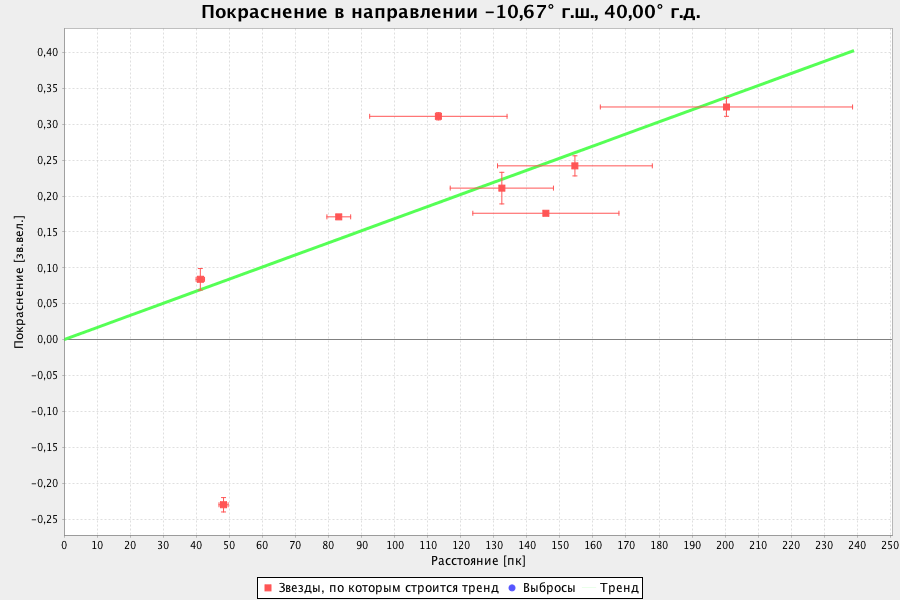 Покраснение в направлении −10,67° г.ш., 40,00° г.д.
Покраснение [зв.вел.]
0,40
0,35
0,30
0,25
0,20
0,15
0,10
0,05
0,00
−0,05
−0,10
−0,15
−0,20
−0,25
0 10 20 30 40 50 60 70 80 90 100 110 120 130 140 150 160 170 180 190 200 210 220 230 240 250
Расстояние [пк]
Звезды, по которым строится тренд Выбросы Тренд